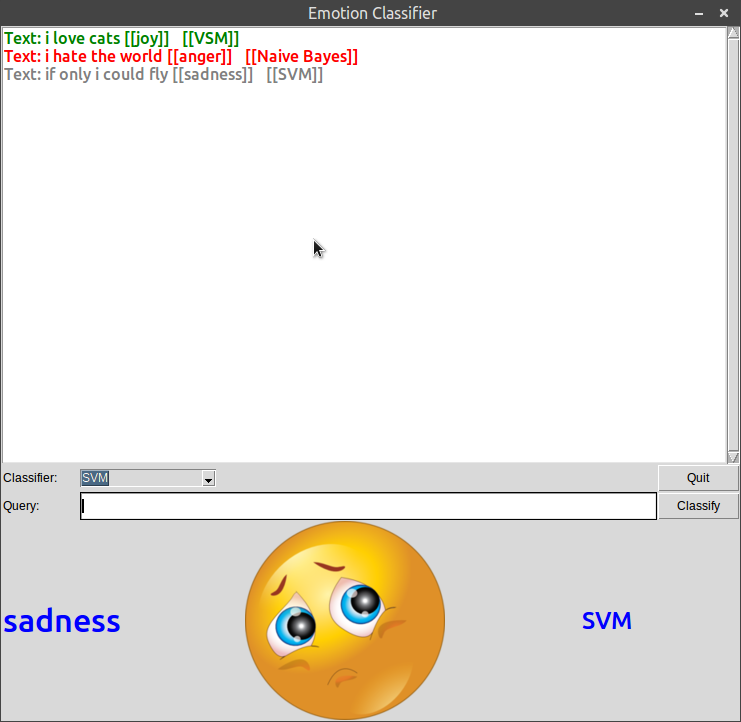 Emotion Classifier
Text: i love cats [[joy]]   [[VSM]]
Text: i hate the world [[anger]]   [[Naive Bayes]]
Text: if only i could fly [[sadness]]   [[SVM]]
Classifier: SVM Quit
Query: Classify
sadness SVM